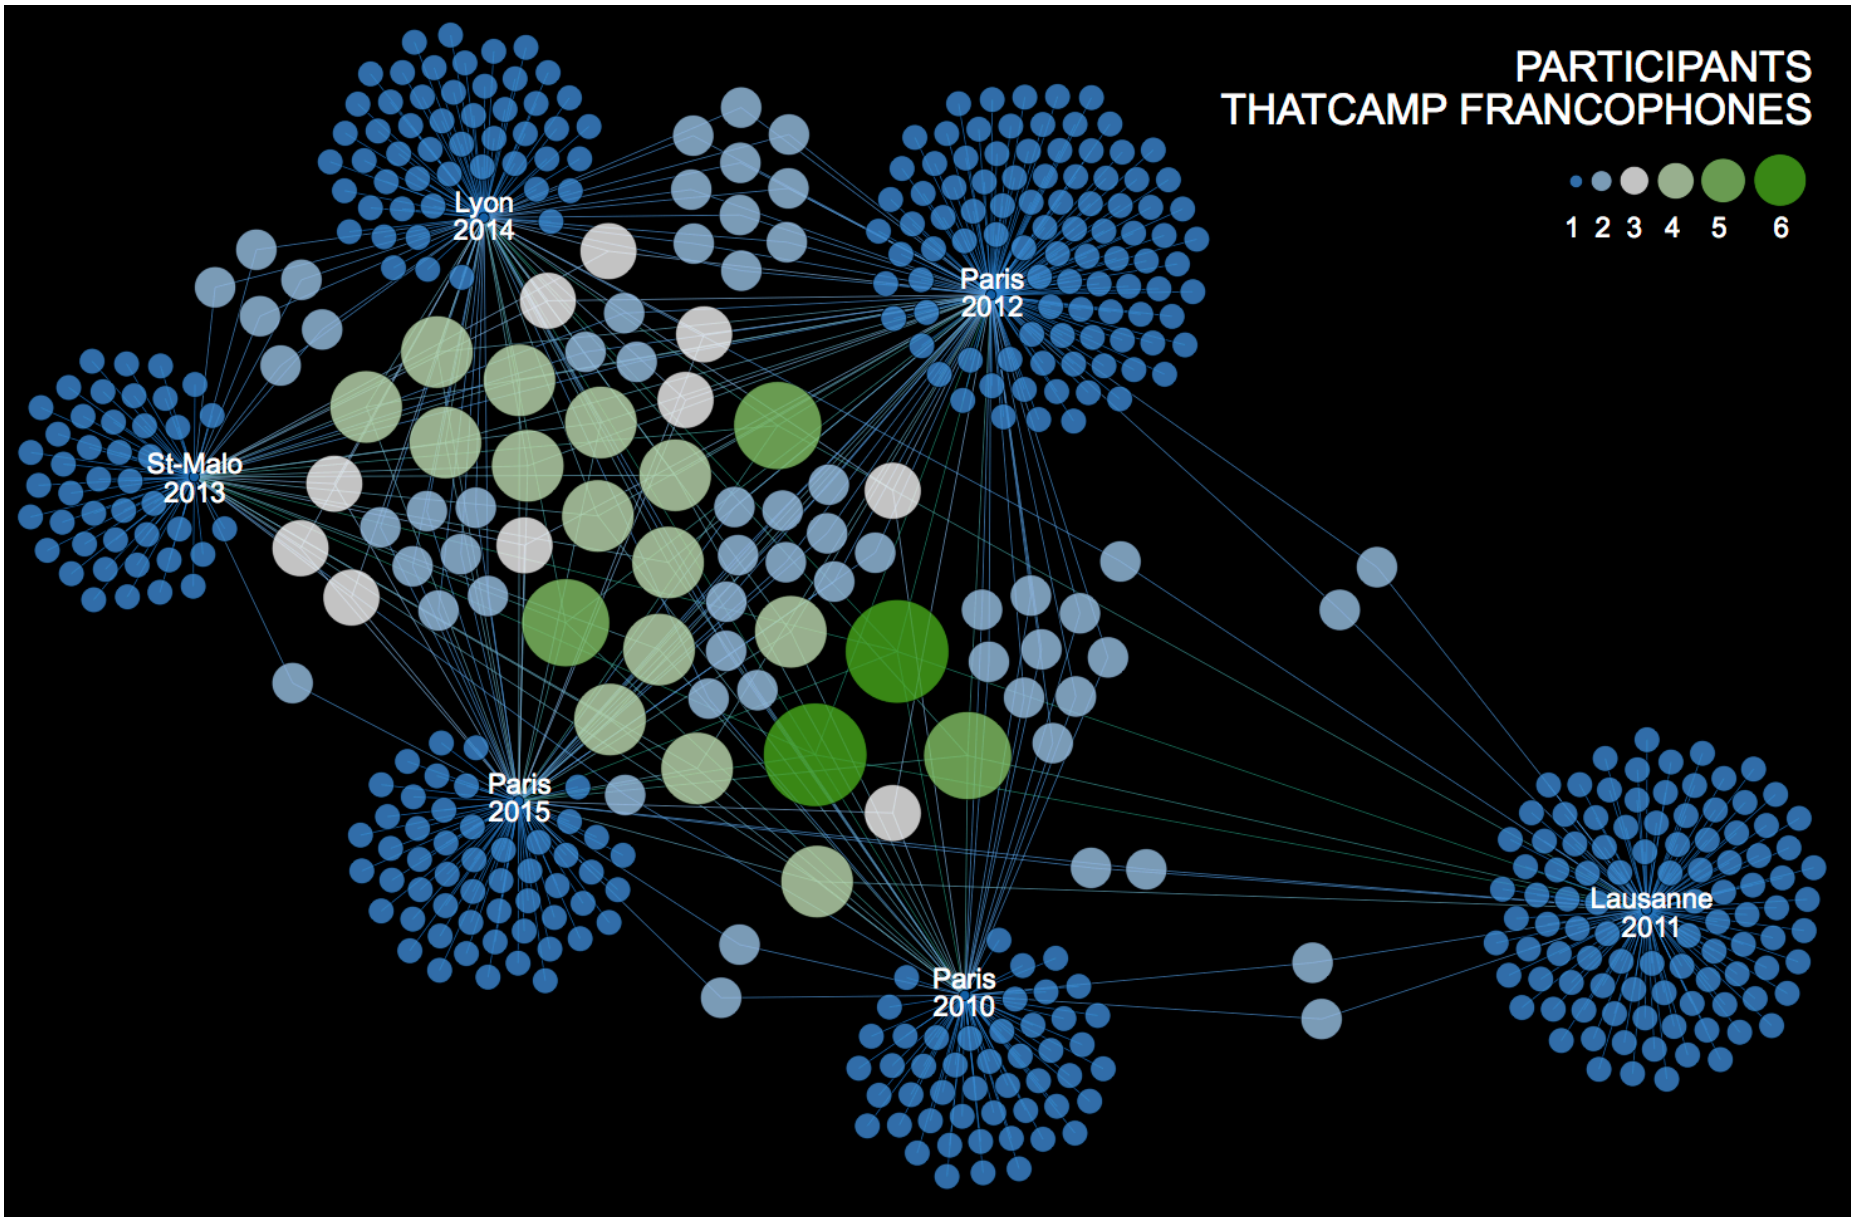 PARTICIPANTS
THATCAMP FRANCOPHONES
1 2 3 4 5 6
Lyon
2014
Paris
2012
St-Malo
2013
Paris
2015
Lausanne
2011
Paris
2010